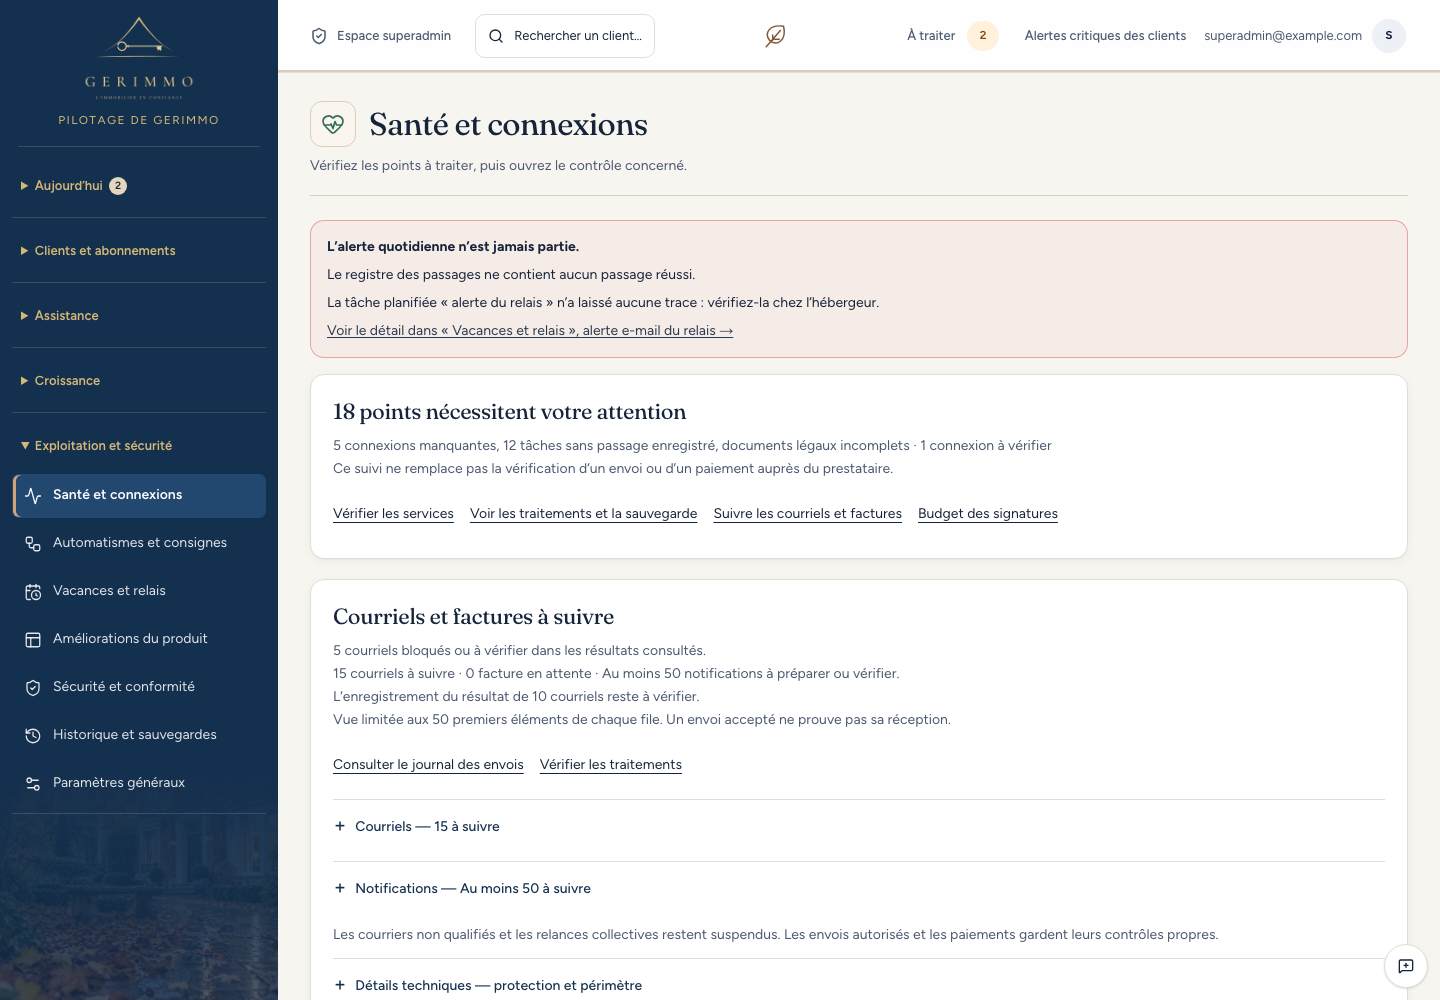 GERIMMO
L'IMMOBILIER EN CONFIANCE
PILOTAGE DE GERIMMO
Aujourd'hui 2
Clients et abonnements
Assistance
Croissance
Exploitation et sécurité
Santé et connexions
Automatismes et consignes
Vacances et relais
Améliorations du produit
Sécurité et conformité
Historique et sauvegardes
Paramètres généraux
Espace superadmin
Rechercher un client...
À traiter 2
Alertes critiques des clients
superadmin@example.com
S
Santé et connexions
Vérifiez les points à traiter, puis ouvrez le contrôle concerné.
L’alerte quotidienne n’est jamais partie.
Le registre des passages ne contient aucun passage réussi.
La tâche planifiée « alerte du relais » n’a laissé aucune trace : vérifiez-la chez l’hébergeur.
Voir le détail dans « Vacances et relais », alerte e-mail du relais →
18 points nécessitent votre attention
5 connexions manquantes, 12 tâches sans passage enregistré, documents légaux incomplets · 1 connexion à vérifier
Ce suivi ne remplace pas la vérification d’un envoi ou d’un paiement auprès du prestataire.
Vérifier les services
Voir les traitements et la sauvegarde
Suivre les courriels et factures
Budget des signatures
Courriels et factures à suivre
5 courriels bloqués ou à vérifier dans les résultats consultés.
15 courriels à suivre · 0 facture en attente · Au moins 50 notifications à préparer ou vérifier.
L’enregistrement du résultat de 10 courriels reste à vérifier.
Vue limitée aux 50 premiers éléments de chaque file. Un envoi accepté ne prouve pas sa réception.
Consulter le journal des envois
Vérifier les traitements
+ Courriels — 15 à suivre
+ Notifications — Au moins 50 à suivre
Les courriers non qualifiés et les relances collectives restent suspendus. Les envois autorisés et les paiements gardent leurs contrôles propres.
+ Détails techniques — protection et périmètre